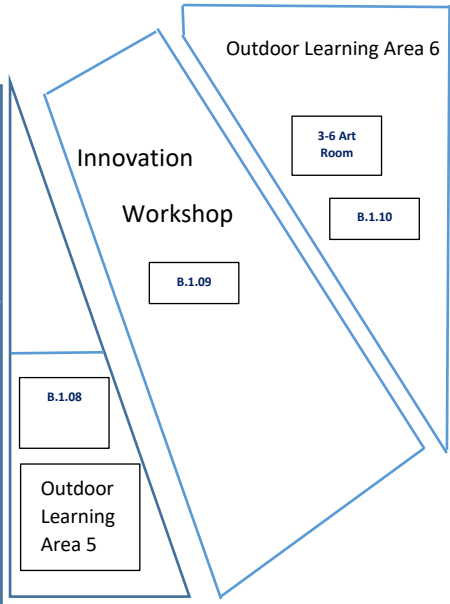 Outdoor Learning Area 6
3-6 Art
Room
B.1.10
Innovation
Workshop
B.1.09
B.1.08
Outdoor
Learning
Area 5